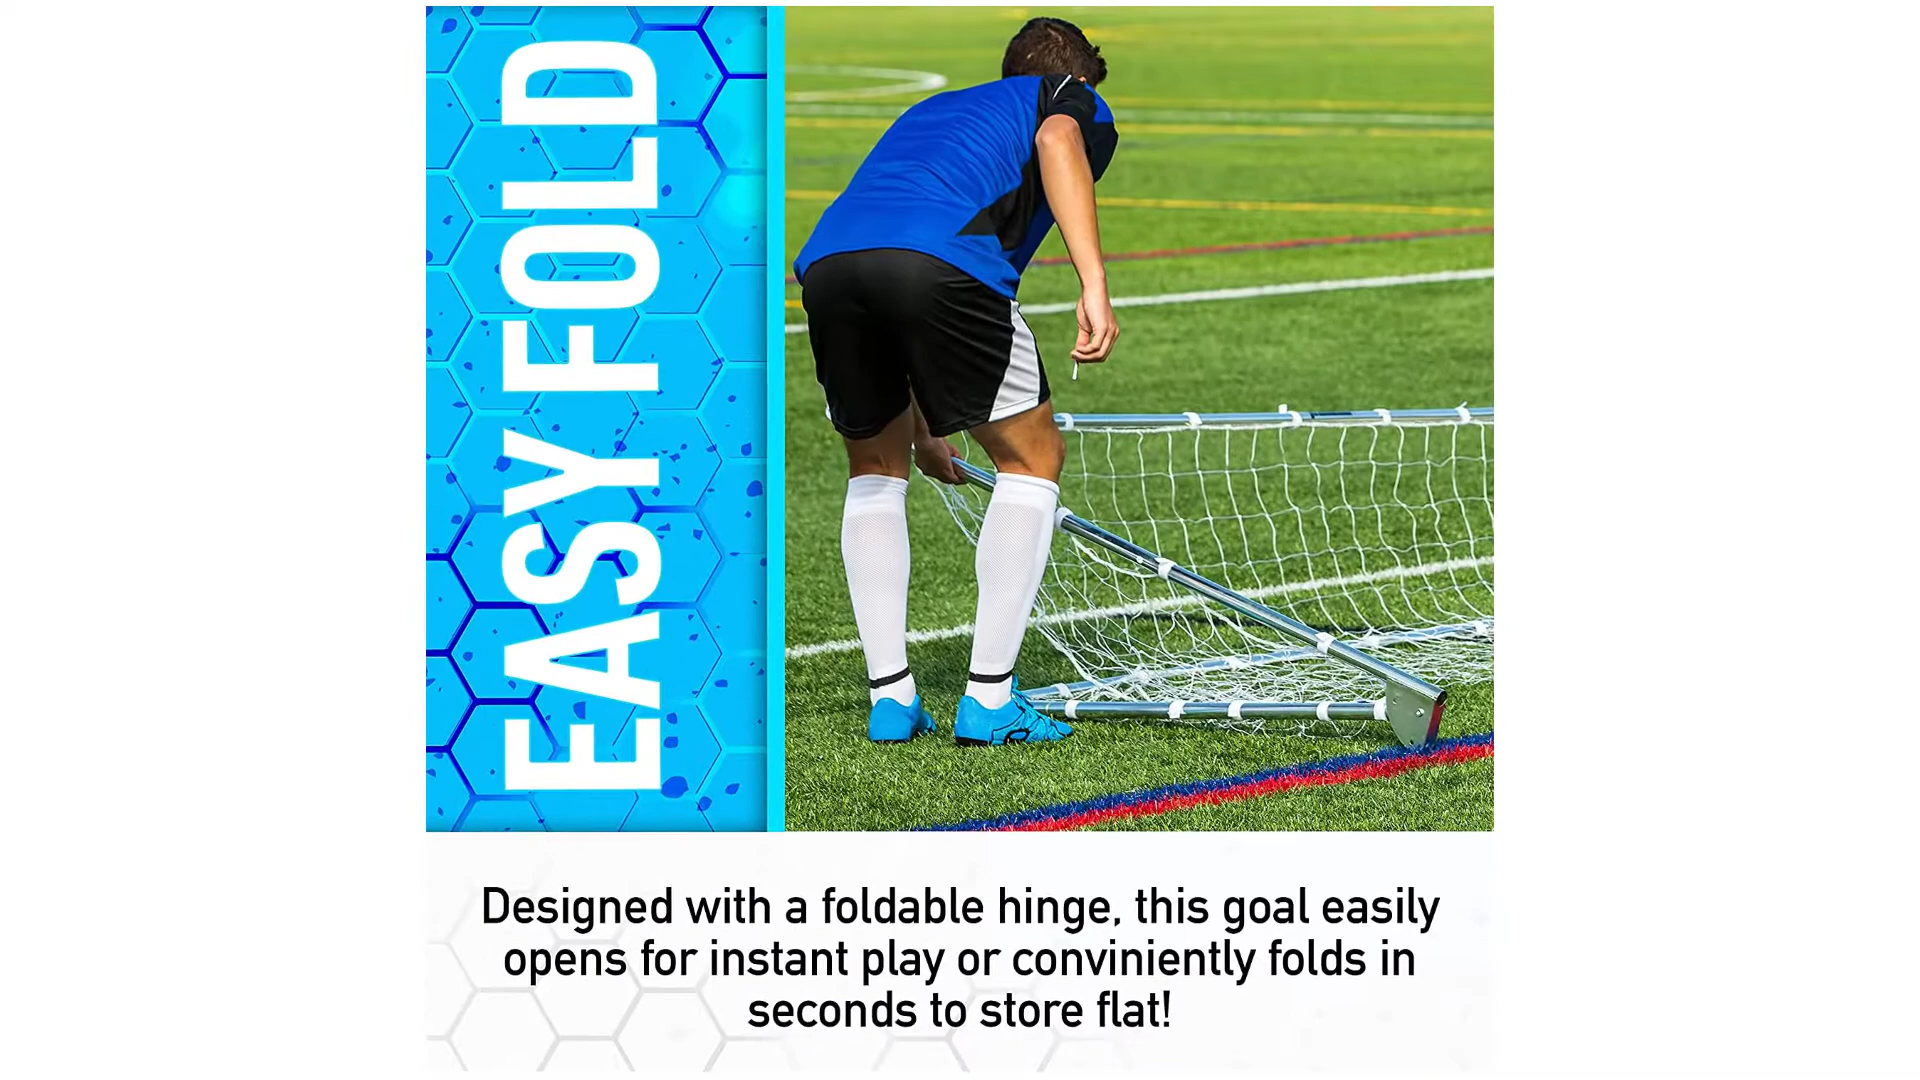 EASY FOLD
Designed with a foldable hinge, this goal easily
opens for instant play or conviniently folds in
seconds to store flat!